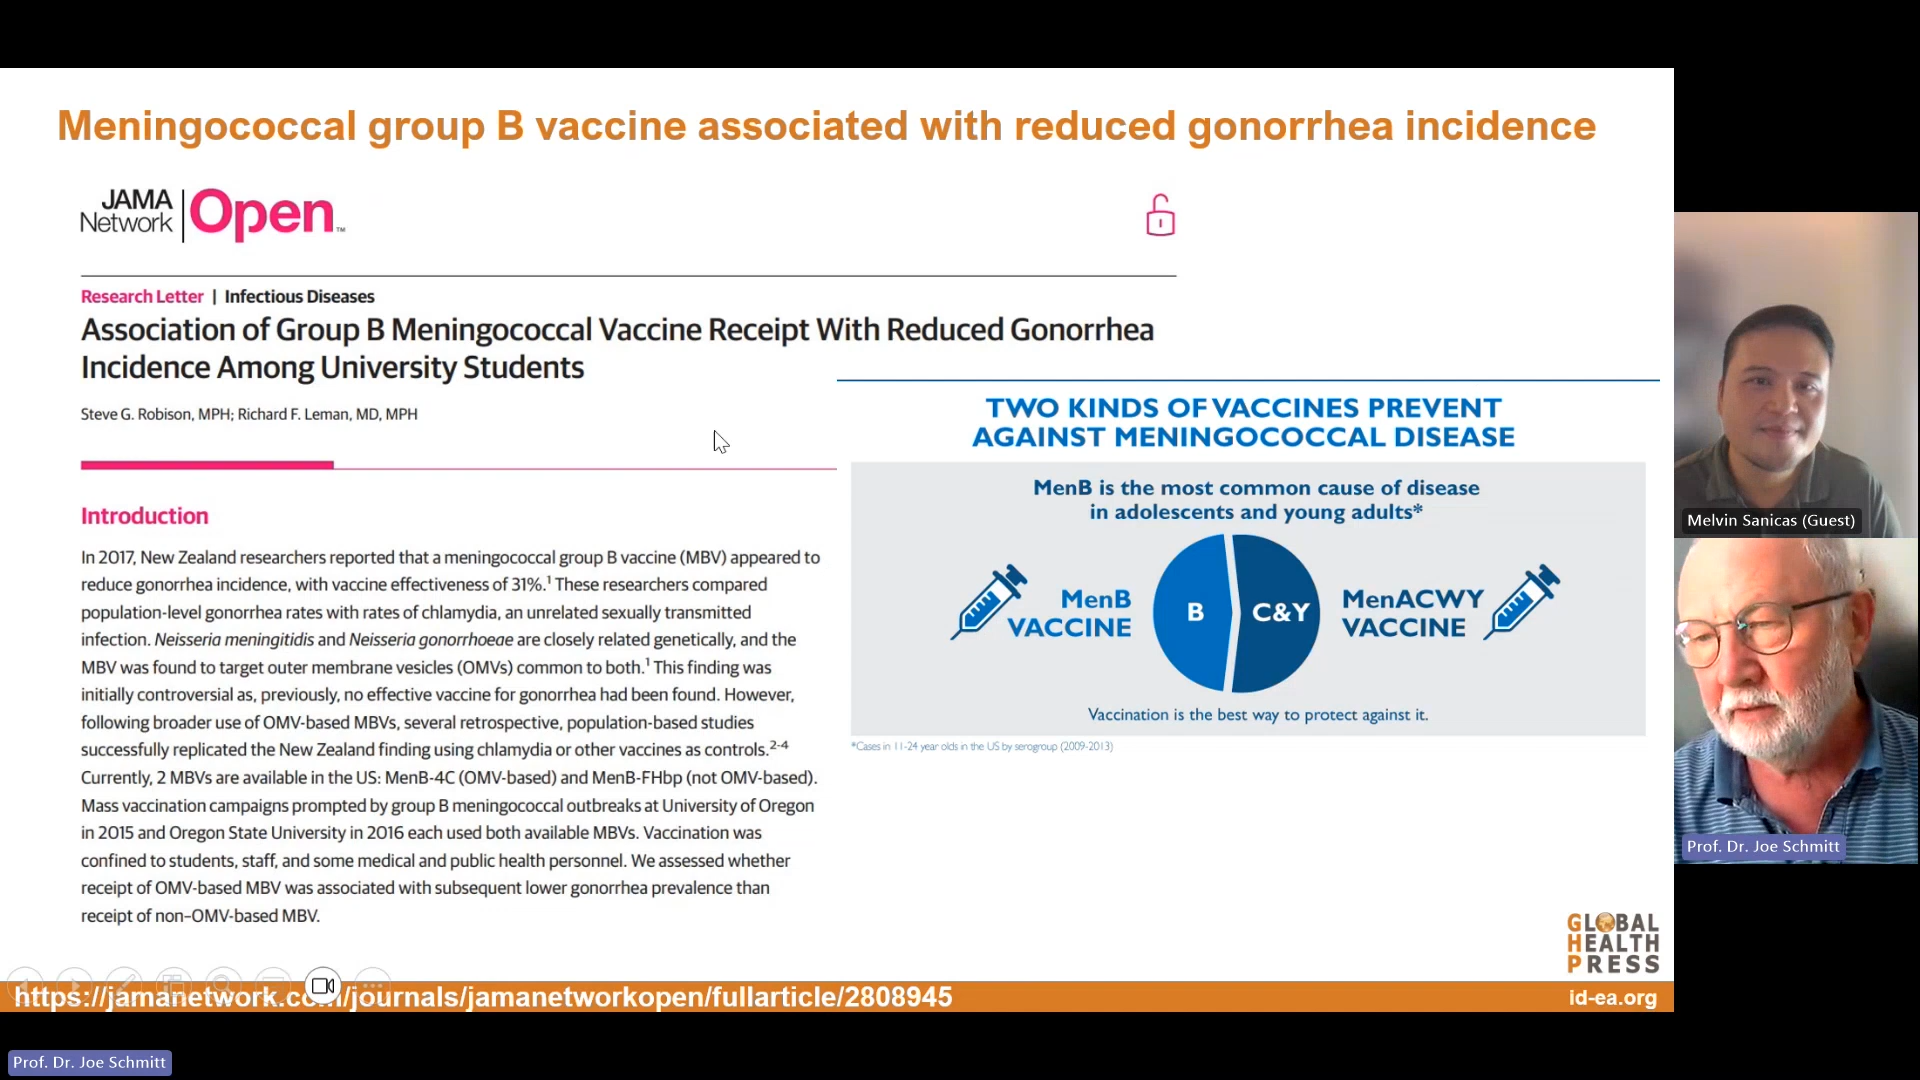 Meningococcal group B vaccine associated with reduced gonorrhea incidence
JAMA
Network
Open™
Research Letter | Infectious Diseases
Association of Group B Meningococcal Vaccine Receipt With Reduced Gonorrhea
Incidence Among University Students
Steve G. Robison, MPH; Richard F. Leman, MD, MPH
Introduction
In 2017, New Zealand researchers reported that a meningococcal group B vaccine (MBV) appeared to
reduce gonorrhea incidence, with vaccine effectiveness of 31%.1 These researchers compared
population-level gonorrhea rates with rates of chlamydia, an unrelated sexually transmitted
infection. Neisseria meningitidis and Neisseria gonorrhoeae are closely related genetically, and the
MBV was found to target outer membrane vesicles (OMVs) common to both.1 This finding was
initially controversial as, previously, no effective vaccine for gonorrhea had been found. However,
following broader use of OMV-based MBVs, several retrospective, population-based studies
successfully replicated the New Zealand finding using chlamydia or other vaccines as controls.2-4
Currently, 2 MBVs are available in the US: MenB-4C (OMV-based) and MenB-FHbp (not OMV-based).
Mass vaccination campaigns prompted by group B meningococcal outbreaks at University of Oregon
in 2015 and Oregon State University in 2016 each used both available MBVs. Vaccination was
confined to students, staff, and some medical and public health personnel. We assessed whether
receipt of OMV-based MBV was associated with subsequent lower gonorrhea prevalence than
receipt of non–OMV-based MBV.
TWO KINDS OF VACCINES PREVENT
AGAINST MENINGOCOCCAL DISEASE
MenB is the most common cause of disease
in adolescents and young adults*
MenB
VACCINE
B
C&Y
MenACWY
VACCINE
Vaccination is the best way to protect against it.
*Cases in 11-24 year olds in the US by serogroup (2009-2013)
GLOBAL
HEALTH
PRESS
https://jamanetwork.com/journals/jamanetworkopen/fullarticle/2808945
id-ea.org
Melvin Sanicas (Guest)
Prof. Dr. Joe Schmitt
Prof. Dr. Joe Schmitt